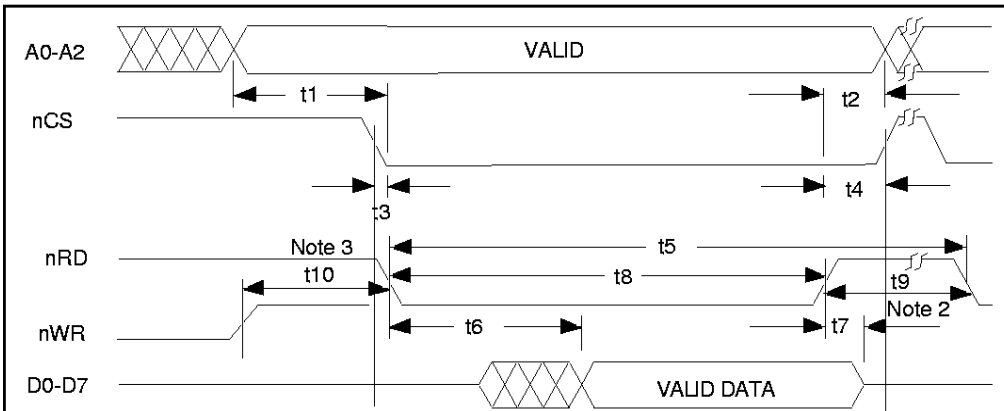 A0-A2
VALID
t1
t2
nCS
t3
t4
nRD
Note 3
t5
t10
t8
t9
Note 2
nWR
t6
t7
D0-D7
VALID DATA